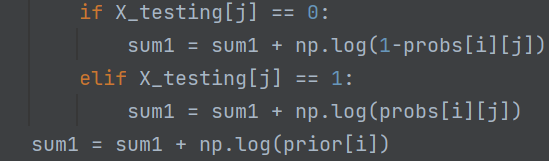 if X_testing[j] == 0:
sum1 = sum1 + np.log(1-probs[i][j])
elif X_testing[j] == 1:
sum1 = sum1 + np.log(probs[i][j])
sum1 = sum1 + np.log(prior[i])